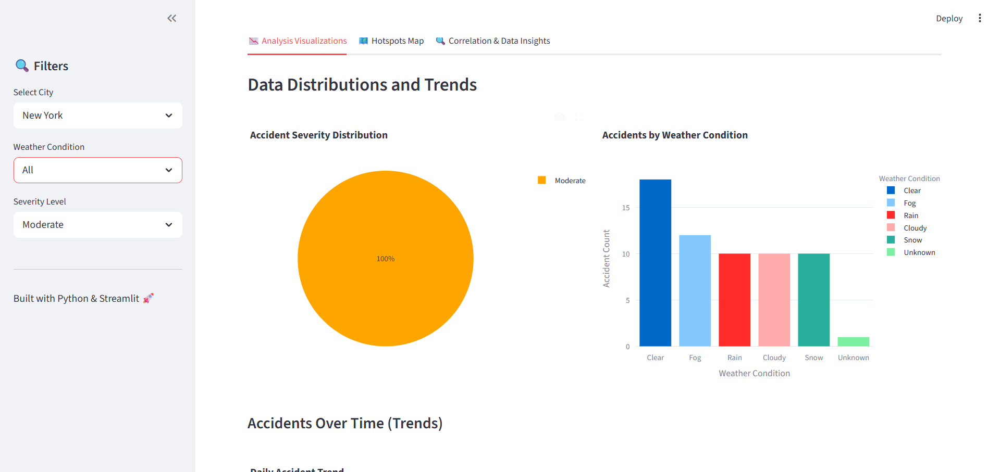 Deploy
Analysis Visualizations
Hotspots Map
Correlation & Data Insights
Filters
Select City
New York
Weather Condition
All
Severity Level
Moderate
Built with Python & Streamlit
Data Distributions and Trends
Accident Severity Distribution
Moderate
100%
Accidents by Weather Condition
Weather Condition
Clear
Fog
Rain
Cloudy
Snow
Unknown
Accident Count
15
10
5
0
Clear
Fog
Rain
Cloudy
Snow
Unknown
Weather Condition
Accidents Over Time (Trends)
Daily Accident Trend